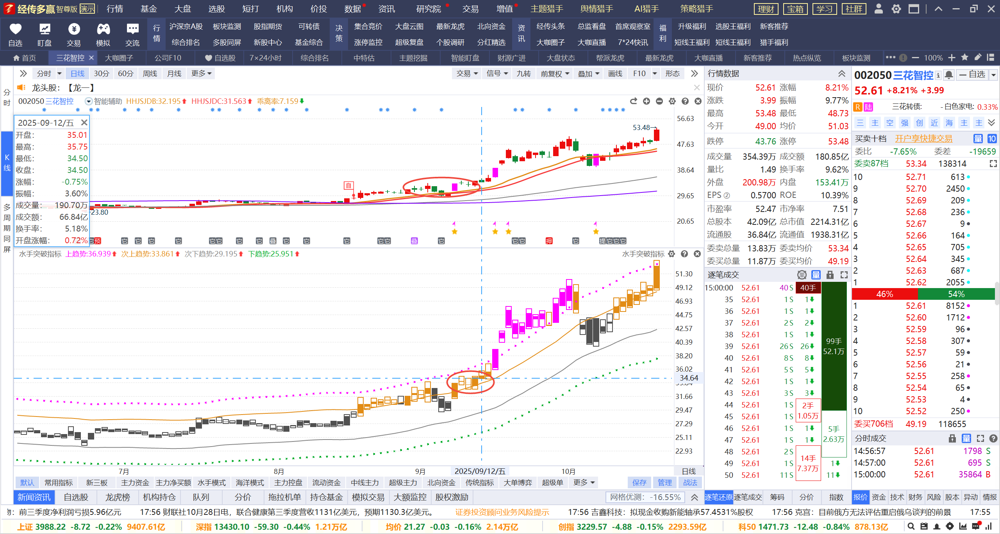 经传多赢 智尊版 演示 行情 基金 大盘 选股 短打 机构 价投 数据 资讯 研究院 交易 增值 主题猎手 舆情猎手 AI猎手 策略猎手 理财 宝箱 学习 社群
自选 盯盘 交易 模拟 交流
行情 沪深京A股 板块监测 股指期货 可转债 决策 集合竞价 大盘云图 最新龙虎 北向资金 资讯 经传头条 总监看盘 首席观察室 福利 升级福利 选股王福利 新客推荐
综合排名 多股同屏 新股中心 基金综合 涨停监控 超级复盘 个股调研 分红精选 大咖圈子 大咖直播 7*24快讯 短线王福利 短线王福利 猎手福利
首页 三花智控 大咖圈子 公司F10 自选股 7×24小时 综合排名 中特估 主题挖掘 智能盯盘 财源广进 大盘状态 帮派龙虎 最新龙虎 大咖直播 新客推荐 热点纵览 板块监测 100%
分时 K线 多周期同屏
分时 日线 30分 60分 周线 月线 更多 交易 信号 九转 前复权 叠加 画线 F10 形态
龙头股：【龙一】
002050 三花智控 智能辅助 HHJSJDB:32.195 HHJSJDC:31.563 乖离率:7.159
2025-09-12/五
开盘： 35.01
最高： 35.75
最低： 34.50
收盘： 34.50
涨幅： -0.75%
振幅： 3.60%
成交量： 190.70万
成交额： 66.84亿
换手率： 5.18%
开盘涨幅： 0.72%
53.48→
自
23.80
56.63
47.63
38.64
29.65
20.65
预 它 它 它 它 它 它 它 它 叠 它 它 它 它 它 叠 它 它 它 押 它 提 它 它 它
水手突破指标 上趋势:36.939 次上趋势:33.861 次下趋势:29.195 下趋势:25.951 水手突破指标
51.30
49.12
46.93
44.75
42.57
40.39
38.20
36.02
34.64
31.66
29.47
27.29
25.11
22.93
7月 8月 9月 2025/09/12/五 10月 日线
默认 常用指标 新三板 主力资金 主力净买额 水手模式 海洋模式 主力控盘 流动资金 中线主力 超级主力 北向资金 传统指标 大单博弈 超级单 更多 保存 管理 战法
新闻资讯 自选股 龙虎榜 机构持仓 队列 分价 拖拉机单 持仓基金 模拟交易 大额监控 股权激励 网格优测：-16.55%
行情数据
现价 52.61 涨幅 8.21%
涨跌 3.99 振幅 9.77%
最高 53.48 最低 48.73
今开 49.00 均价 51.03
跌停 43.76 涨停 53.48
成交量 354.39万 成交额 180.85亿
量比 1.49 换手率 9.62%
外盘 200.98万 内盘 153.41万
EPS② 0.5700 ROE 10.39%
市盈率 52.47 市净率 7.51
总股本 42.09亿 总市值 2214.31亿
流通股 36.84亿 流通值 1938.31亿
委卖总量 13.83万 委卖均价 53.34
委买总量 11.87万 委买均价 49.19
逐笔成交 单 量
15:00:00 52.61 40 S 40手
35 52.61 1 S 1
36 52.61 1 S 1
37 52.61 2 S 2
38 52.61 1 S 1
39 52.61 26 S 26
40 52.61 8 S 8
41 52.61 5 S 5
42 52.61 1 S 1
43 52.61 3 S 3
44 52.61 1 S
45 52.61 1 S
46 52.61 1 S 1
47 52.61 1 S 1
48 52.61 2 S
49 52.61 1 S 1
50 52.61 11 S 11 11
2手
1.05万
14手
7.37万
99手
52.1万
5手
2.63万
逐笔还原 逐笔成交 筹码 分价 指数
002050 三花智控 自选
52.61 +8.21% +3.99
R 陆 三花转债: - 白色家电: 0.33%
三 主 空 强 创 近 海 主 主
买卖十档 开户享快捷交易 量 10
委比 -7.65% 委差 -19659
委卖87档 53.34 138314
10 52.71 613
9 52.70 2450
8 52.69 209
7 52.68 236
6 52.67 9
5 52.66 164
4 52.65 705
3 52.64 345
2 52.63 687
1 52.62 2055
46% 54%
1 52.61 8152
2 52.60 1712
3 52.59 96
4 52.58 307
5 52.57 59
6 52.56 21
7 52.55 258
8 52.54 65
9 52.53 4
10 52.52 250
委买706档 49.19 118655
分时成交 量
14:56:57 52.61 1798 S
14:57:00 52.61 695 S
15:00:00 52.61 35864 B
报价 资金 技术 财务 风险 股本 异动 情报
前三季度净利润亏损5.96亿元 17:56 财联社10月28日电，联合健康第三季度营收1131亿美元，预期1130.3亿美元。 证券投资顾问业务风险提示 17:56 吉鑫科技：拟现金收购新能轴承57.4531%股权 17:56 克宫：目前俄方无法评估重启俄乌谈判的前景 17:55
上证 3988.22 -8.72 -0.22% 9407.61亿 深指 13430.10 -59.30 -0.44% 1.21万亿 均价 21.27 -0.03 -0.16% 2.14万亿 创指 3229.57 -4.88 -0.15% 2293.59亿 科50 1471.73 -12.48 -0.84% 878.13亿